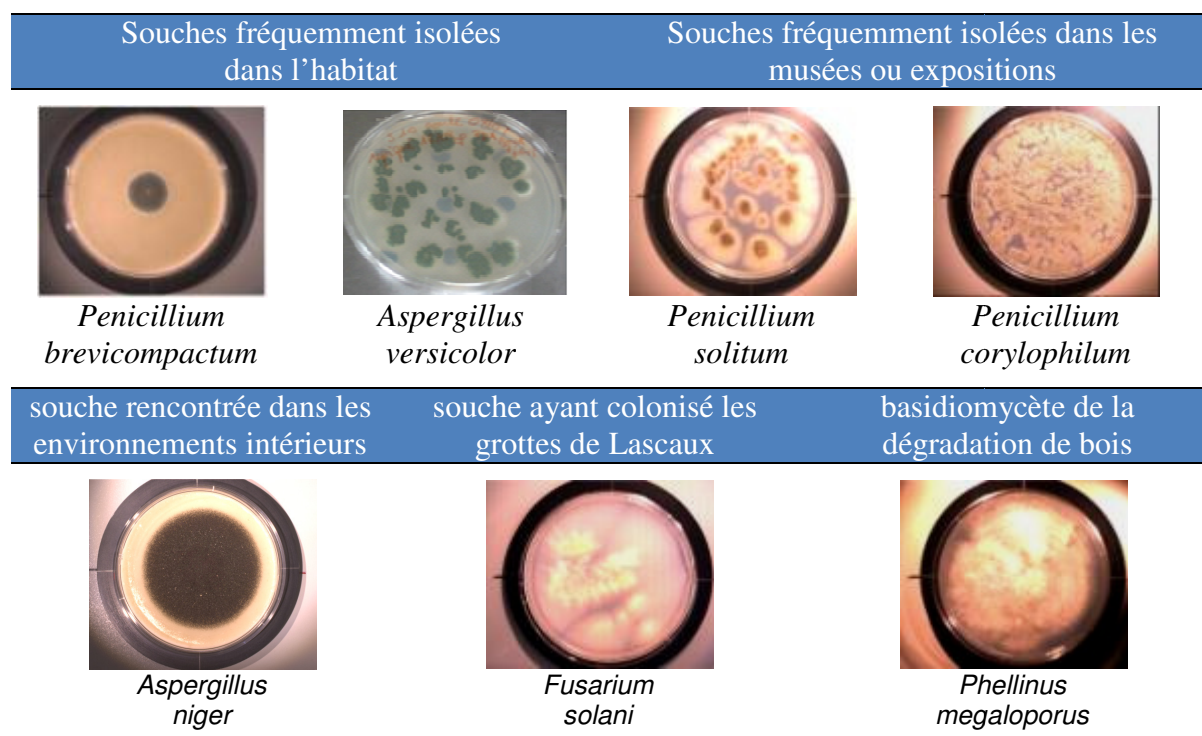 Souches fréquemment isolées
dans l'habitat
Souches fréquemment isolées dans les
musées ou expositions
Penicillium
brevicompactum
Aspergillus
versicolor
Penicillium
solitum
Penicillium
corylophilum
souche rencontrée dans les
environnements intérieurs
souche ayant colonisé les
grottes de Lascaux
basidiomycète de la
dégradation de bois
Aspergillus
niger
Fusarium
solani
Phellinus
megaloporus